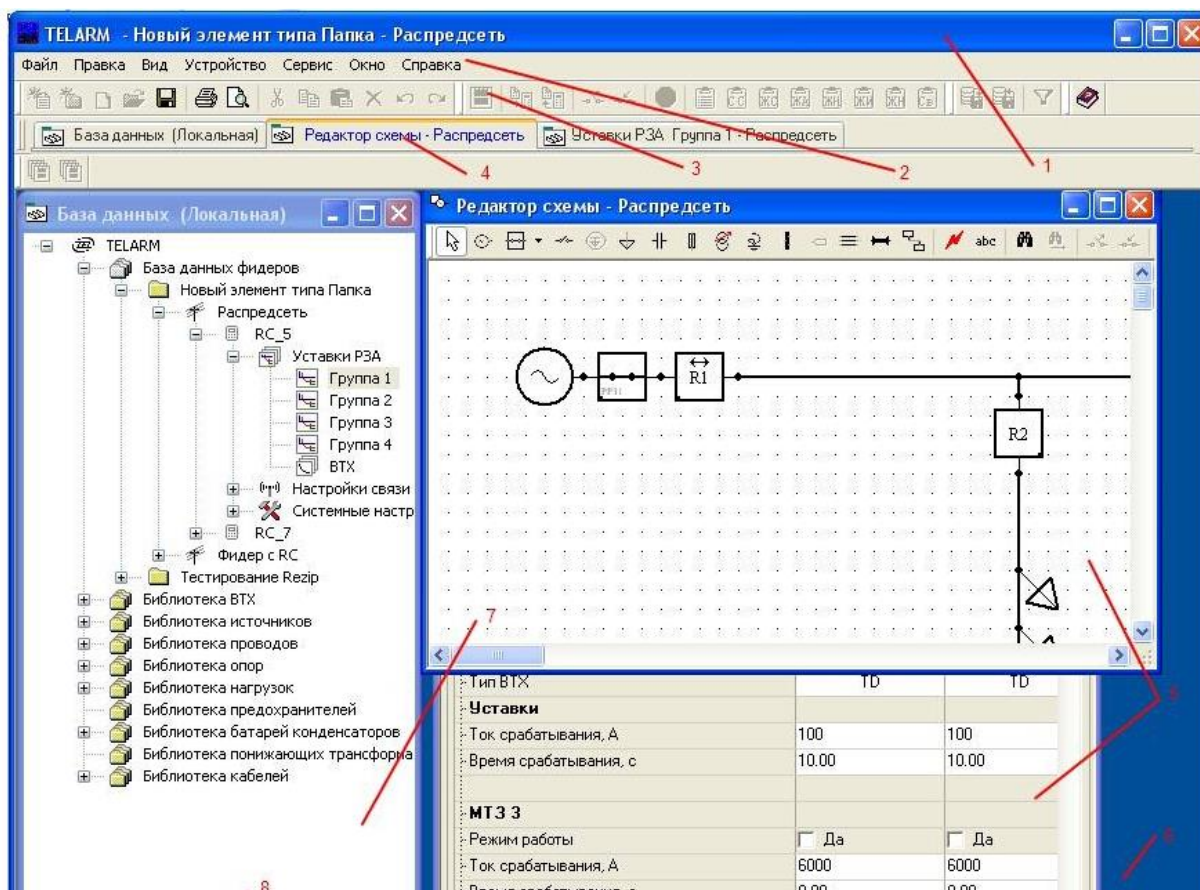 TELARM - Новый элемент типа Папка - Распредсеть
Файл Правка Вид Устройство Сервис Окно Справка
База данных (Локальная) Редактор схемы - Распредсеть Уставки РЗА Группа 1 - Распредсеть
4 3 2 1
База данных (Локальная)
TELARM
База данных фидеров
Новый элемент типа Папка
Распредсеть
RC_5
Уставки РЗА
Группа 1
Группа 2
Группа 3
Группа 4
ВТХ
Настройки связи
Системные настр
RC_7
Фидер с RC
Тестирование Rezip
Библиотека ВТХ
Библиотека источников
Библиотека проводов
Библиотека опор
Библиотека нагрузок
Библиотека предохранителей
Библиотека батарей конденсаторов
Библиотека понижающих трансформа
Библиотека кабелей
7
8
Редактор схемы - Распредсеть
abc
R1
R2
Тип ВТХ TD TD
Уставки
Ток срабатывания, А 100 100
Время срабатывания, с 10.00 10.00
МТЗ 3
Режим работы Да Да
Ток срабатывания, А 6000 6000